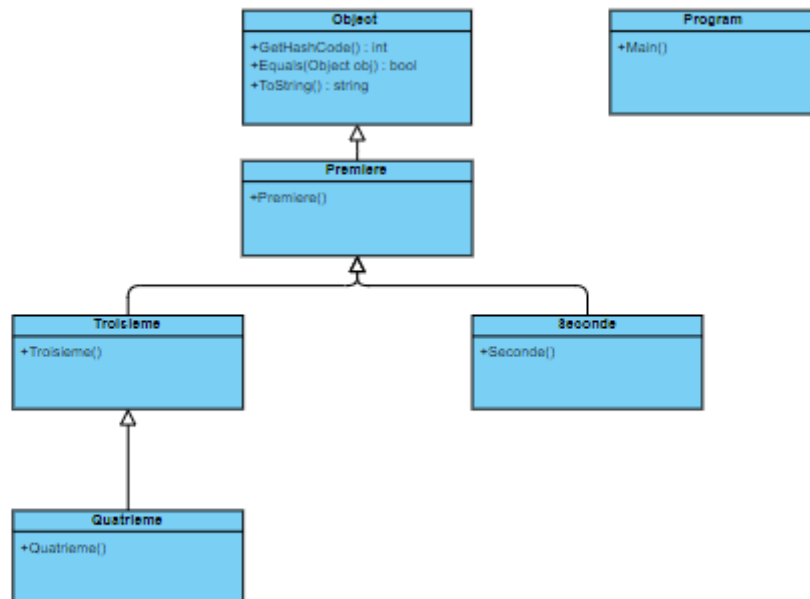 Object
+GetHashCode() : int
+Equals(Object obj) : bool
+ToString() : string
Program
+Main()
Premiere
+Premiere()
Troisieme
+Troisieme()
Seconde
+Seconde()
Quatrieme
+Quatrieme()